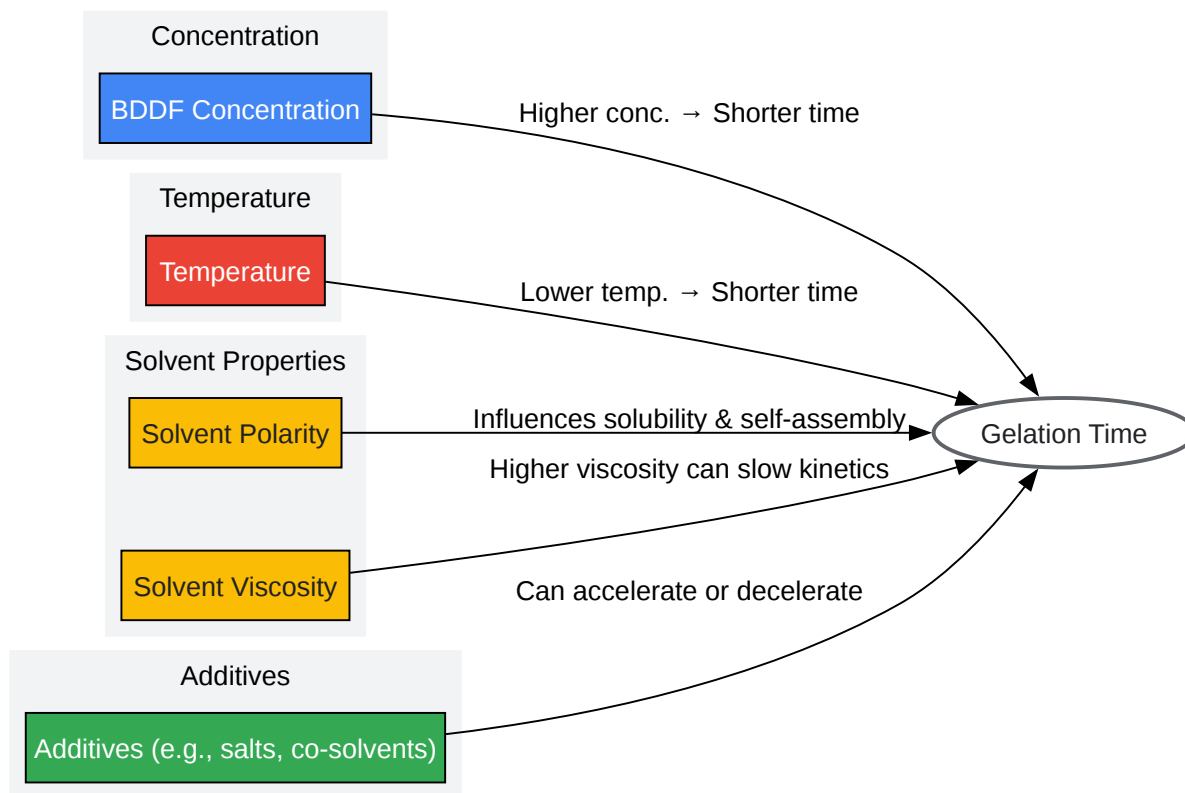 Concentration
BDDF Concentration
Higher conc. → Shorter time
Temperature
Temperature
Lower temp. → Shorter time
Solvent Properties
Solvent Polarity
Influences solubility & self-assembly
Gelation Time
Higher viscosity can slow kinetics
Solvent Viscosity
Can accelerate or decelerate
Additives
Additives (e.g., salts, co-solvents)